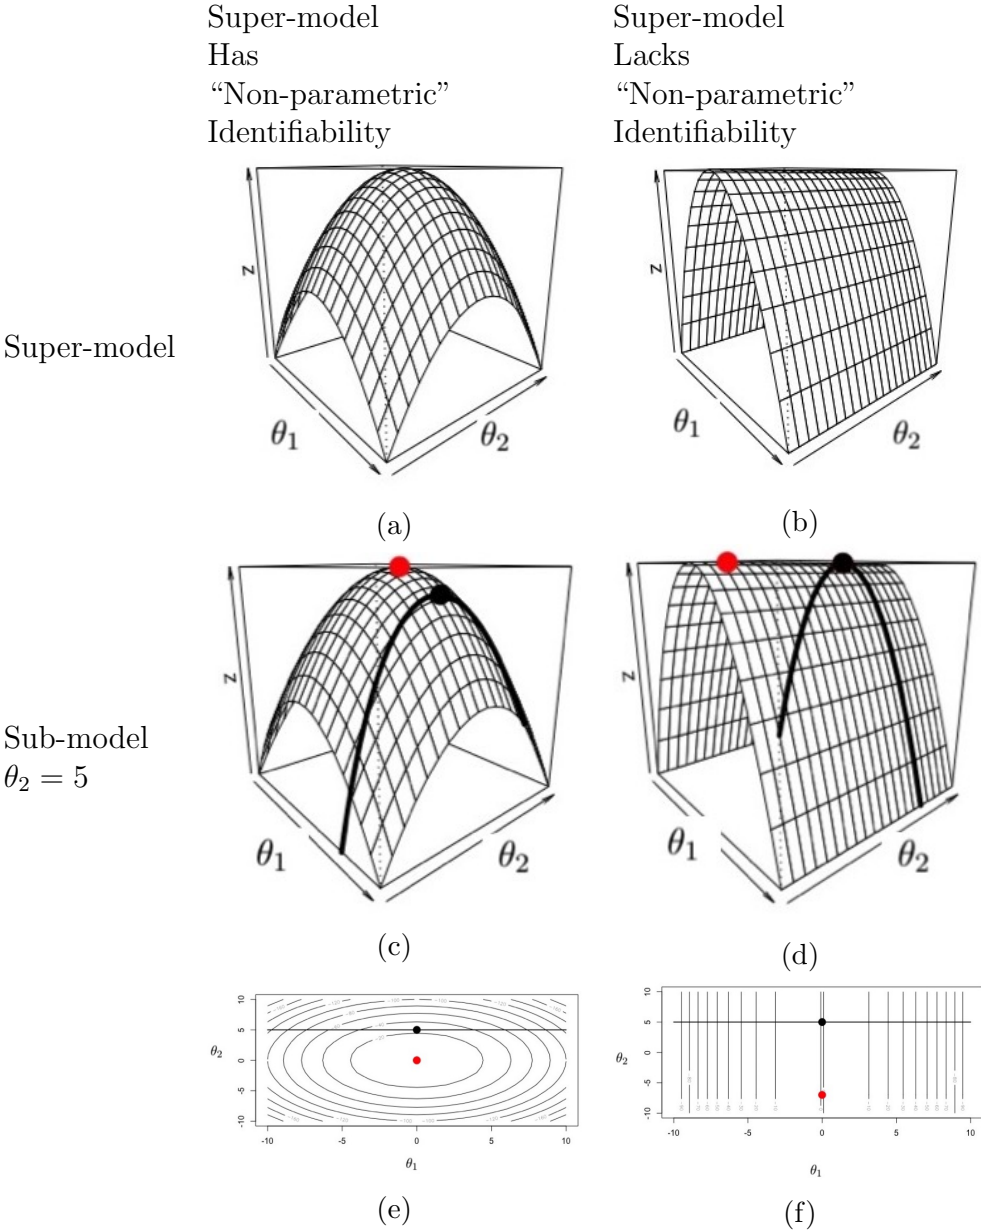 Super-model
Has
“Non-parametric”
Identifiability
Super-model
Lacks
“Non-parametric”
Identifiability
Super-model
z
θ1
θ2
(a)
z
θ1
θ2
(b)
Sub-model
θ2 = 5
z
θ1
θ2
(c)
z
θ1
θ2
(d)
θ2
10
5
0
-5
-10
-10
-5
0
5
10
θ1
(e)
θ2
10
5
0
-5
-10
-10
-5
0
5
10
θ1
(f)